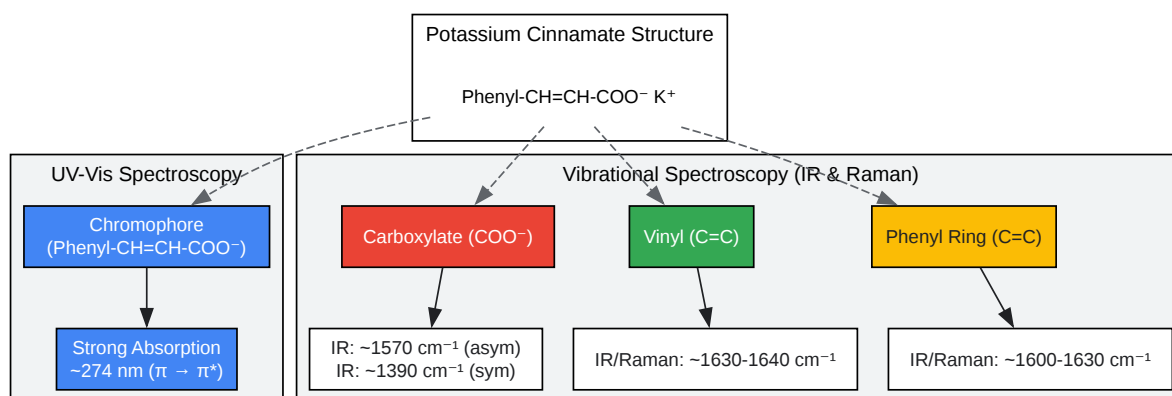 Potassium Cinnamate Structure
Phenyl-CH=CH-COO⁻ K⁺
UV-Vis Spectroscopy
Vibrational Spectroscopy (IR & Raman)
Chromophore
(Phenyl-CH=CH-COO⁻)
Carboxylate (COO⁻)
Vinyl (C=C)
Phenyl Ring (C=C)
Strong Absorption
~274 nm (π → π*)
IR: ~1570 cm⁻¹ (asym)
IR: ~1390 cm⁻¹ (sym)
IR/Raman: ~1630-1640 cm⁻¹
IR/Raman: ~1600-1630 cm⁻¹